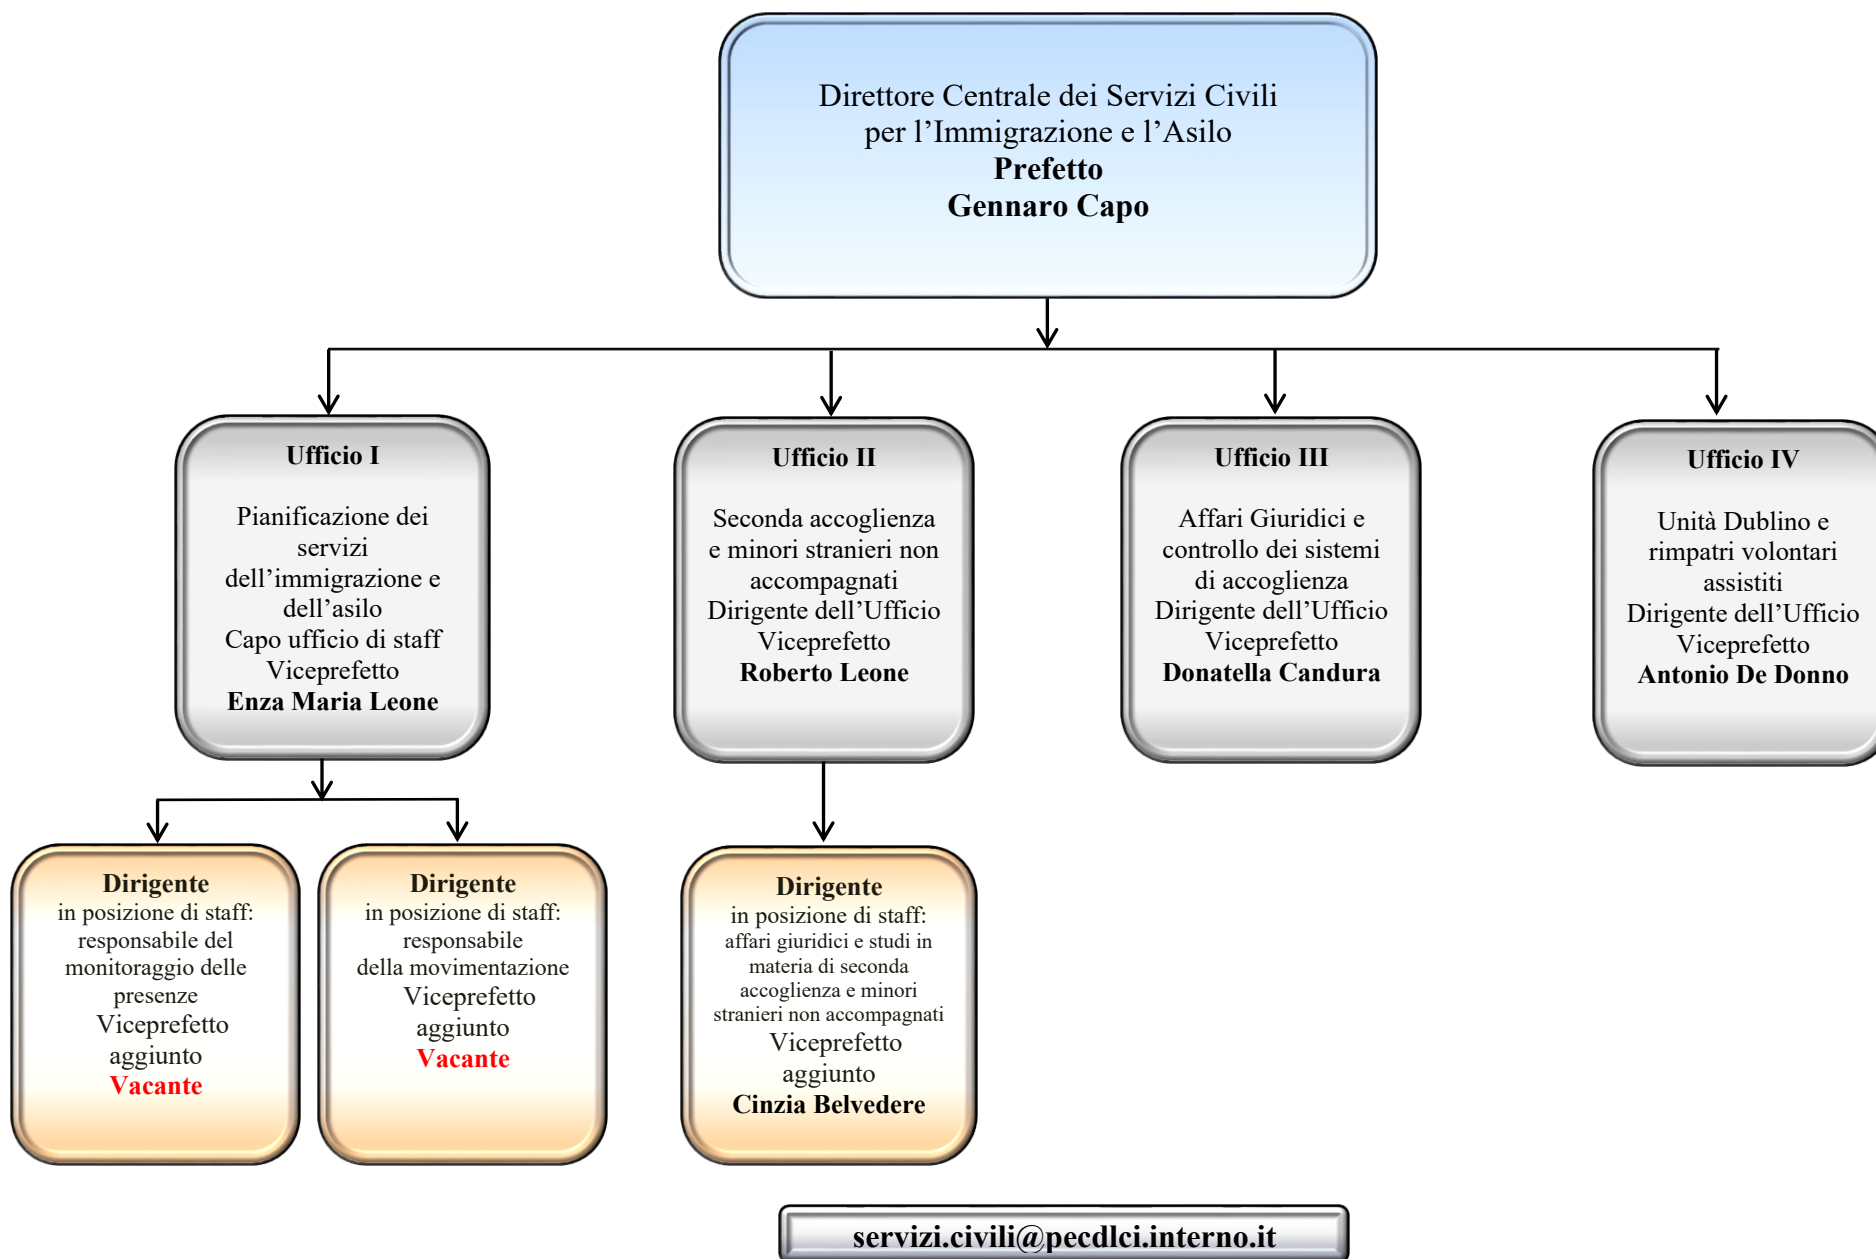 Direttore Centrale dei Servizi Civili
per l’Immigrazione e l’Asilo
Prefetto
Gennaro Capo
Ufficio I
Pianificazione dei
servizi
dell’immigrazione e
dell’asilo
Capo ufficio di staff
Viceprefetto
Enza Maria Leone
Ufficio II
Seconda accoglienza
e minori stranieri non
accompagnati
Dirigente dell’Ufficio
Viceprefetto
Roberto Leone
Ufficio III
Affari Giuridici e
controllo dei sistemi
di accoglienza
Dirigente dell’Ufficio
Viceprefetto
Donatella Candura
Ufficio IV
Unità Dublino e
rimpatri volontari
assistiti
Dirigente dell’Ufficio
Viceprefetto
Antonio De Donno
Dirigente
in posizione di staff:
responsabile del
monitoraggio delle
presenze
Viceprefetto
aggiunto
Vacante
Dirigente
in posizione di staff:
responsabile
della movimentazione
Viceprefetto
aggiunto
Vacante
Dirigente
in posizione di staff:
affari giuridici e studi in
materia di seconda
accoglienza e minori
stranieri non accompagnati
Viceprefetto
aggiunto
Cinzia Belvedere
servizi.civili@pecdlci.interno.it